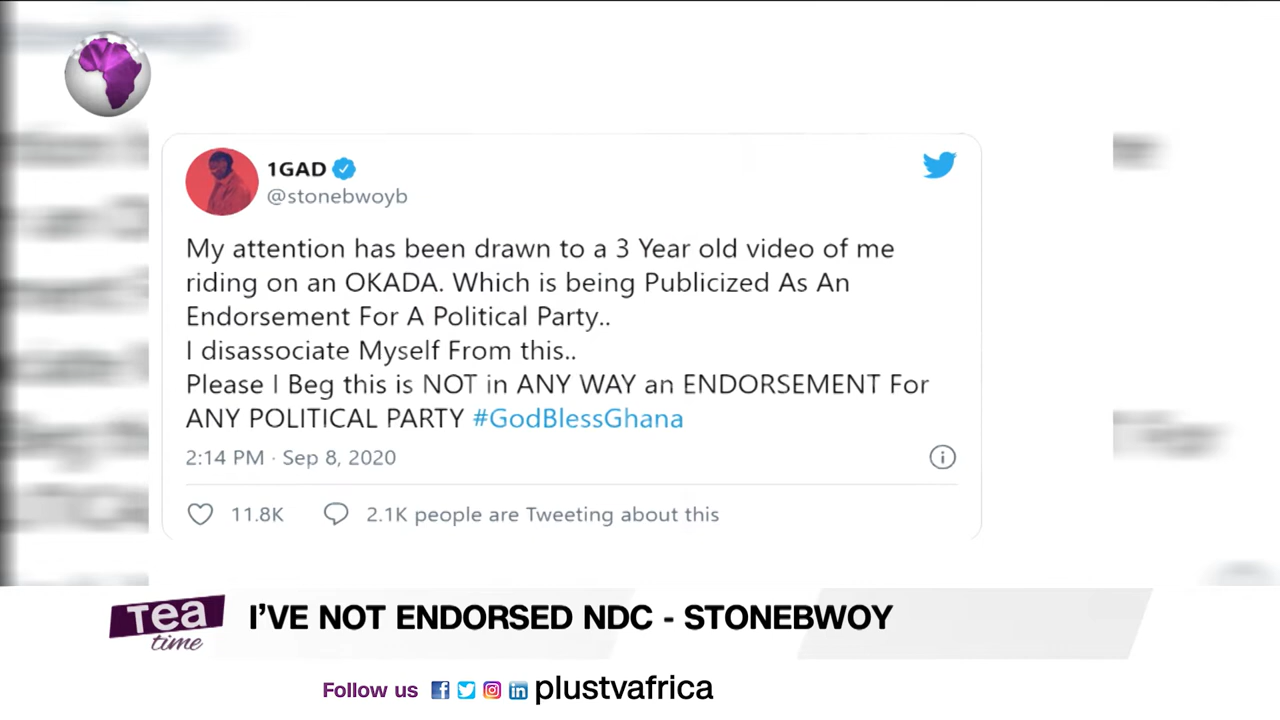 1GAD
@stonebwoyb
My attention has been drawn to a 3 Year old video of me
riding on an OKADA. Which is being Publicized As An
Endorsement For A Political Party..
I disassociate Myself From this..
Please I Beg this is NOT in ANY WAY an ENDORSEMENT For
ANY POLITICAL PARTY #GodBlessGhana
2:14 PM · Sep 8, 2020
11.8K 2.1K people are Tweeting about this
Tea
time
I'VE NOT ENDORSED NDC - STONEBWOY
Follow us plustvafrica